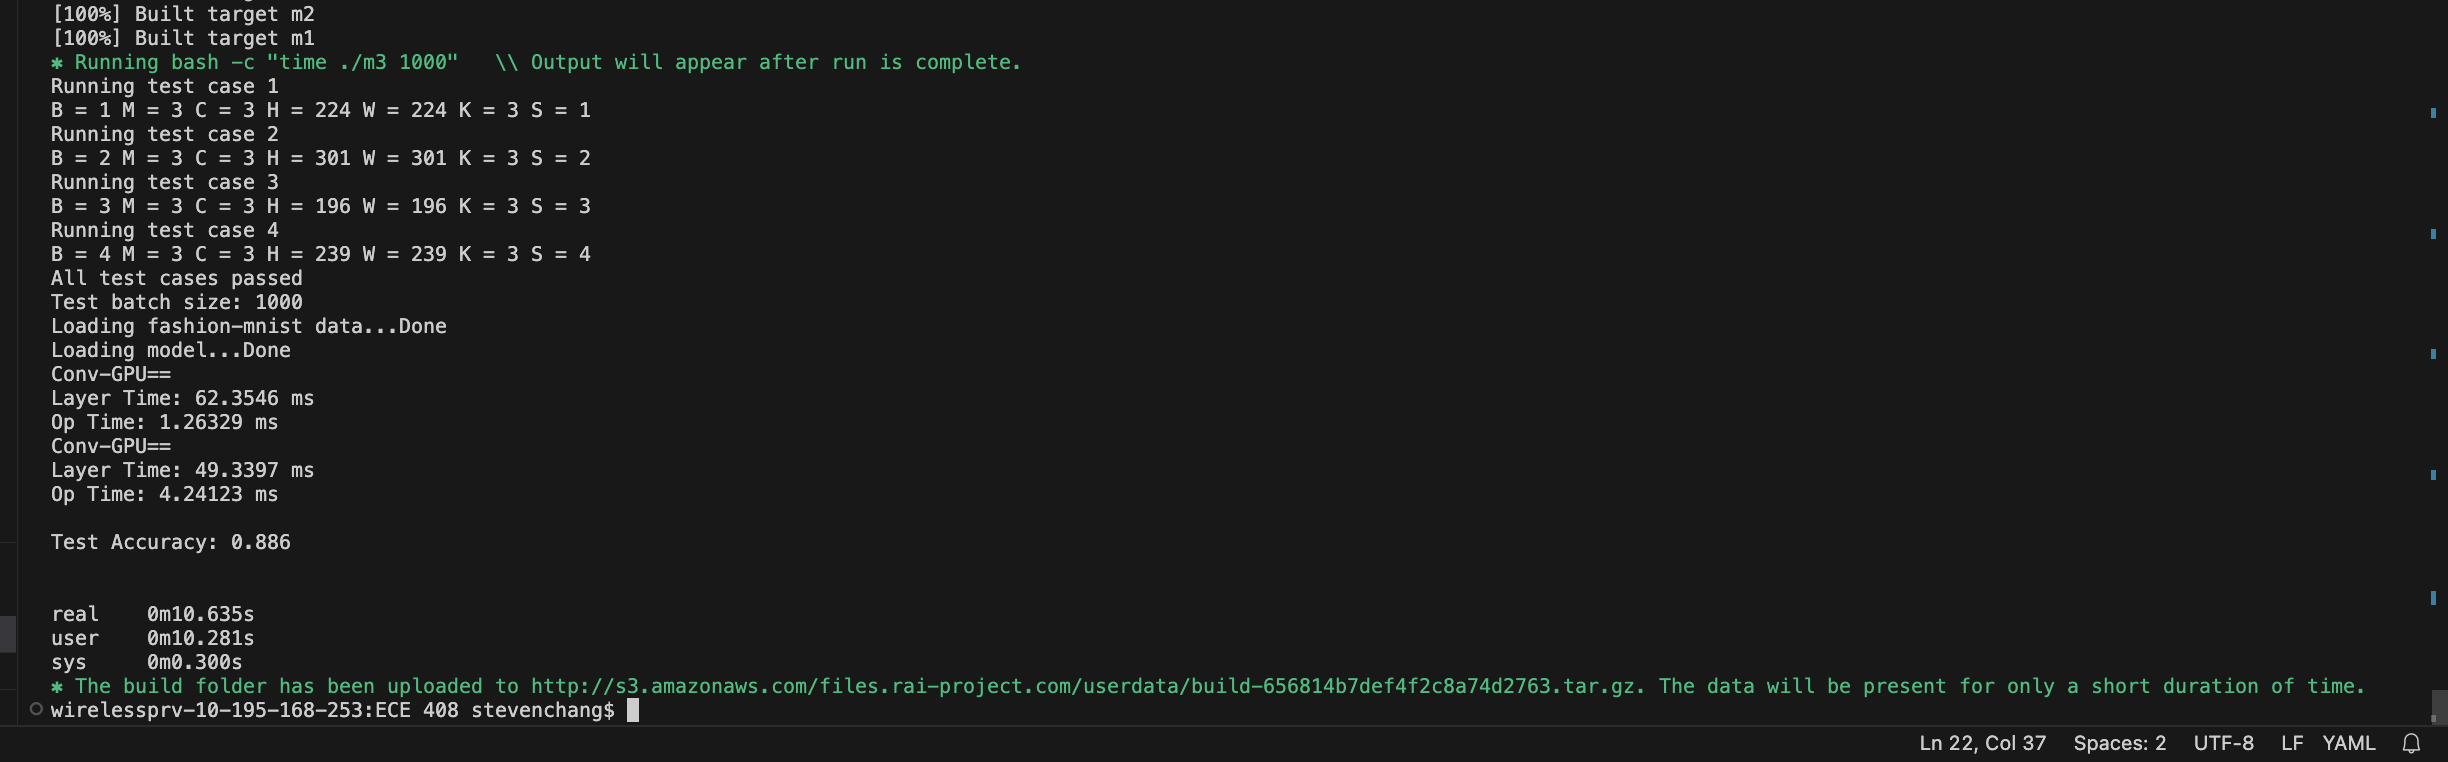 [100%] Built target m2
[100%] Built target m1
✱ Running bash -c "time ./m3 1000"   \\ Output will appear after run is complete.
Running test case 1
B = 1 M = 3 C = 3 H = 224 W = 224 K = 3 S = 1
Running test case 2
B = 2 M = 3 C = 3 H = 301 W = 301 K = 3 S = 2
Running test case 3
B = 3 M = 3 C = 3 H = 196 W = 196 K = 3 S = 3
Running test case 4
B = 4 M = 3 C = 3 H = 239 W = 239 K = 3 S = 4
All test cases passed
Test batch size: 1000
Loading fashion-mnist data...Done
Loading model...Done
Conv-GPU==
Layer Time: 62.3546 ms
Op Time: 1.26329 ms
Conv-GPU==
Layer Time: 49.3397 ms
Op Time: 4.24123 ms
Test Accuracy: 0.886
real    0m10.635s
user    0m10.281s
sys     0m0.300s
✱ The build folder has been uploaded to http://s3.amazonaws.com/files.rai-project.com/userdata/build-656814b7def4f2c8a74d2763.tar.gz. The data will be present for only a short duration of time.
wirelessprv-10-195-168-253:ECE 408 stevenchang$
Ln 22, Col 37   Spaces: 2   UTF-8   LF   YAML